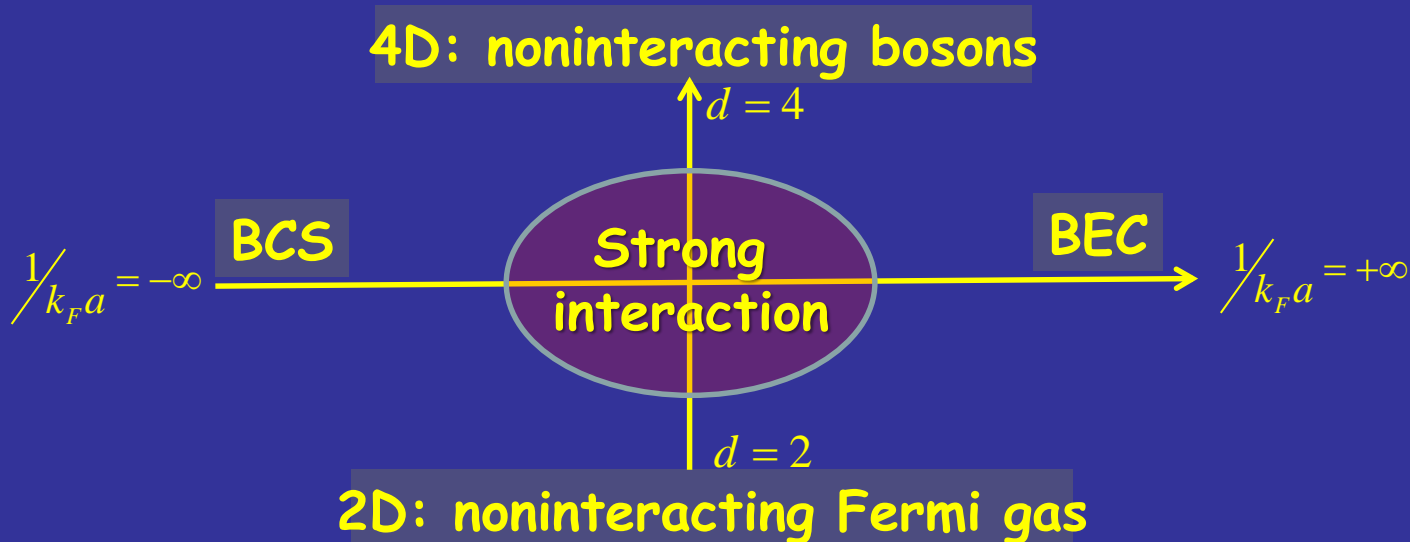 4D: noninteracting bosons
d = 4
BCS
BEC
Strong
interaction
1/k_F a = −∞
1/k_F a = +∞
d = 2
2D: noninteracting Fermi gas